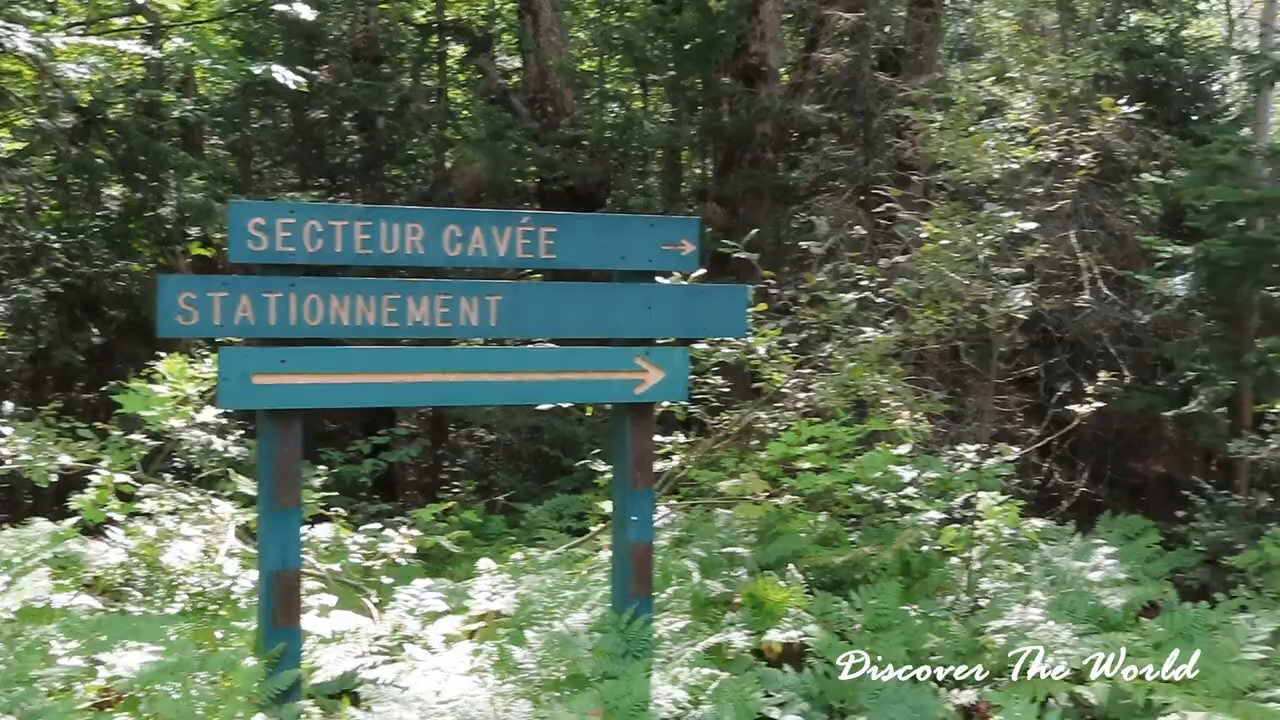 SECTEUR CAVÉE →
STATIONNEMENT
→
Discover The World